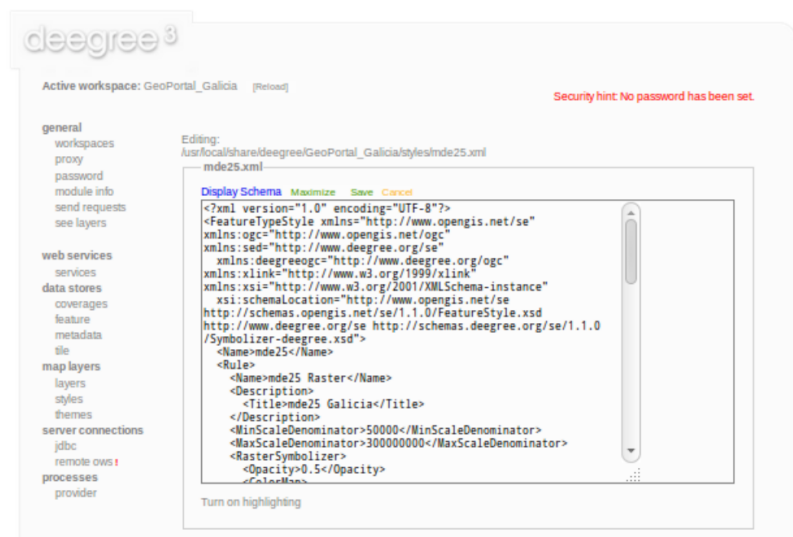 deegree 3
Active workspace: GeoPortal_Galicia [Reload]
Security hint: No password has been set.
general
workspaces
proxy
password
module info
send requests
see layers
web services
services
data stores
coverages
feature
metadata
tile
map layers
layers
styles
themes
server connections
jdbc
remote ows !
processes
provider
Editing:
/usr/local/share/deegree/GeoPortal_Galicia/styles/mde25.xml
mde25.xml
Display Schema Maximize Save Cancel
<?xml version="1.0" encoding="UTF-8"?>
<FeatureTypeStyle xmlns="http://www.opengis.net/se"
xmlns:ogc="http://www.opengis.net/ogc"
xmlns:sed="http://www.deegree.org/se"
xmlns:deegreeogc="http://www.deegree.org/ogc"
xmlns:xlink="http://www.w3.org/1999/xlink"
xmlns:xsi="http://www.w3.org/2001/XMLSchema-instance"
xsi:schemaLocation="http://www.opengis.net/se
http://schemas.opengis.net/se/1.1.0/FeatureStyle.xsd
http://www.deegree.org/se http://schemas.deegree.org/se/1.1.0
/Symbolizer-deegree.xsd">
<Name>mde25</Name>
<Rule>
<Name>mde25 Raster</Name>
<Description>
<Title>mde25 Galicia</Title>
</Description>
<MinScaleDenominator>50000</MinScaleDenominator>
<MaxScaleDenominator>300000000</MaxScaleDenominator>
<RasterSymbolizer>
<Opacity>0.5</Opacity>
<ColorMap>
Turn on highlighting